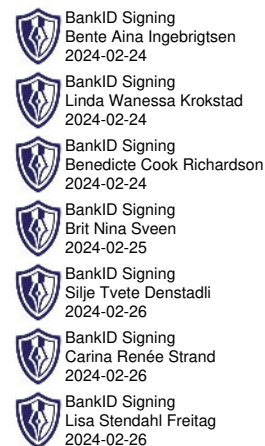 BankID Signing
Bente Aina Ingebrigtsen
2024-02-24
BankID Signing
Linda Wanessa Krokstad
2024-02-24
BankID Signing
Benedicte Cook Richardson
2024-02-24
BankID Signing
Brit Nina Sveen
2024-02-25
BankID Signing
Silje Tvete Denstadli
2024-02-26
BankID Signing
Carina Renée Strand
2024-02-26
BankID Signing
Lisa Stendahl Freitag
2024-02-26